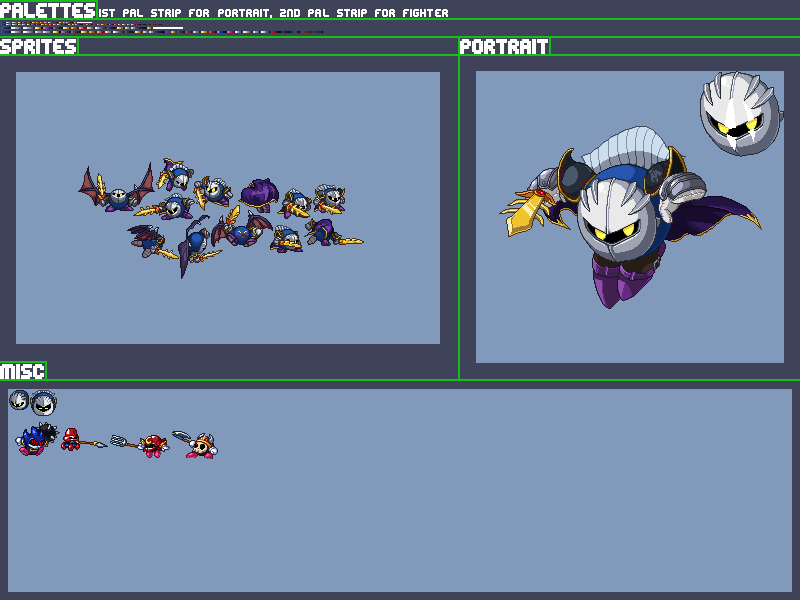 PALETTES 1ST PAL STRIP FOR PORTRAIT, 2ND PAL STRIP FOR FIGHTER
SPRITES
PORTRAIT
MISC